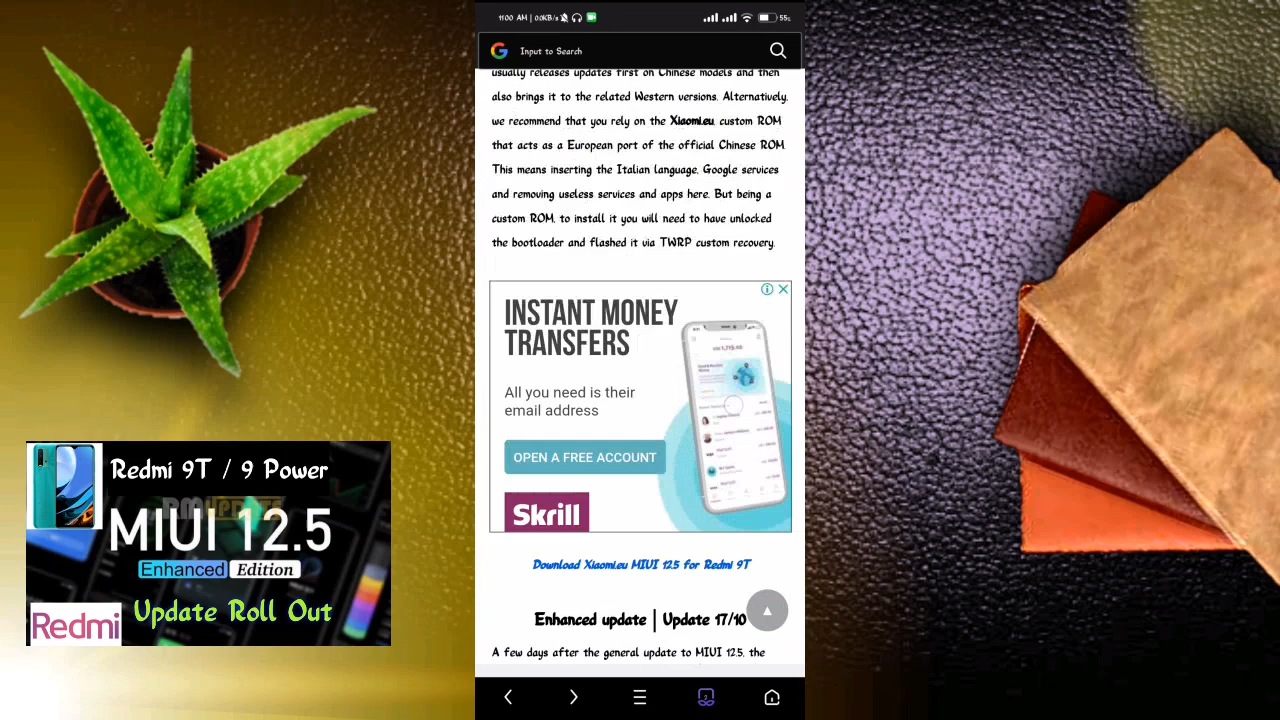 11:00 AM | 0.0KB/s
55
Input to Search
usually releases updates first on Chinese models and then
also brings it to the related Western versions. Alternatively,
we recommend that you rely on the Xiaomi.eu, custom ROM
that acts as a European port of the official Chinese ROM.
This means inserting the Italian language, Google services
and removing useless services and apps here. But being a
custom ROM, to install it you will need to have unlocked
the bootloader and flashed it via TWRP custom recovery.
INSTANT MONEY
TRANSFERS
All you need is their
email address
OPEN A FREE ACCOUNT
Skrill
Download Xiaomi.eu MIUI 12.5 for Redmi 9T
Enhanced update | Update 17/10
A few days after the general update to MIUI 12.5, the
2
Redmi 9T / 9 Power
RMUPDATE
MIUI 12.5
Enhanced Edition
Update Roll Out
Redmi